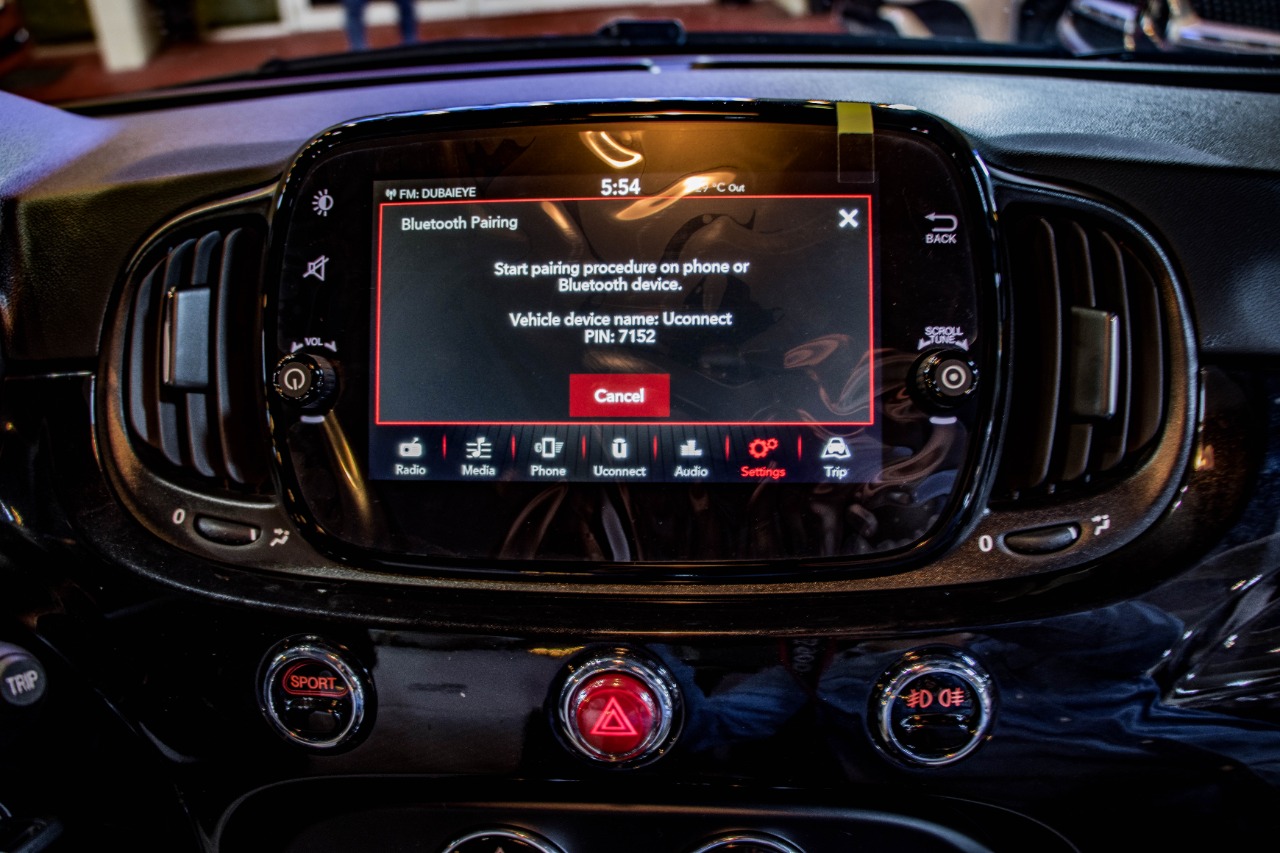 FM: DUBAIEYE
5:54
°C Out
Bluetooth Pairing
BACK
Start pairing procedure on phone or
Bluetooth device.
Vehicle device name: Uconnect
PIN: 7152
VOL
SCROLL
TUNE
Cancel
Radio
Media
Phone
Uconnect
Audio
Settings
Trip
0
0
TRIP
SPORT